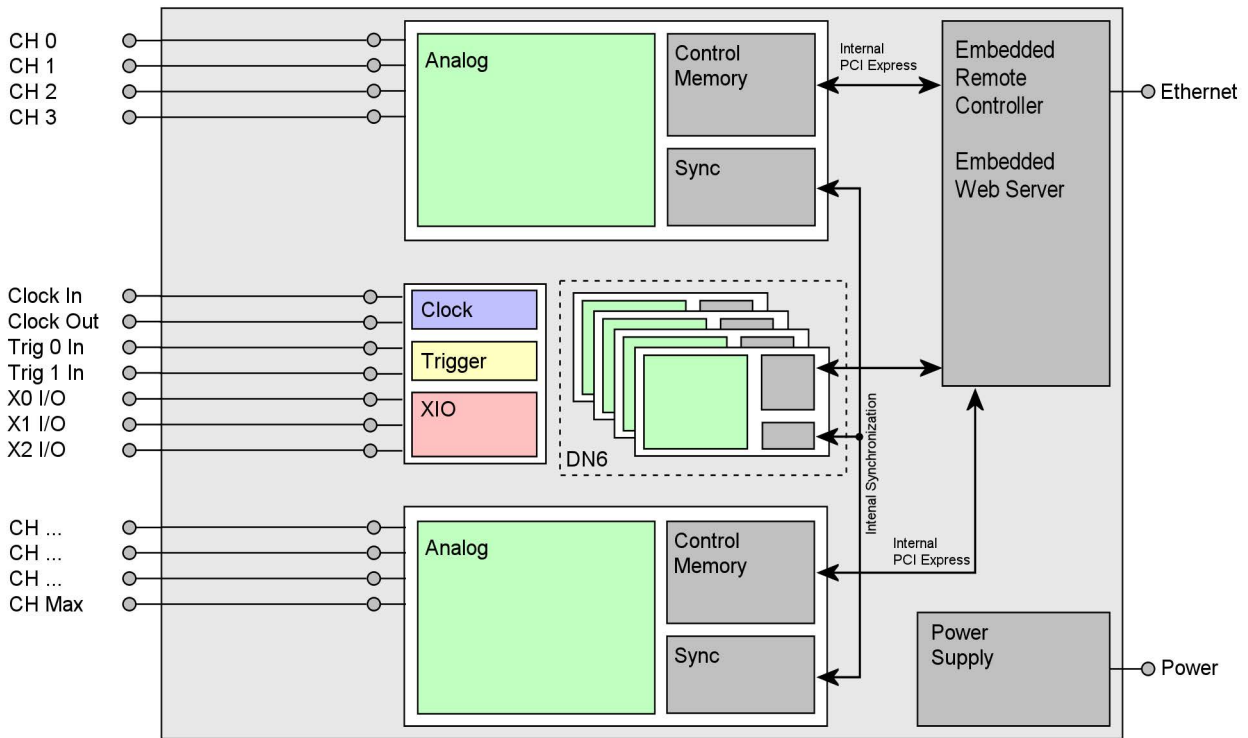 CH 0
CH 1
CH 2
CH 3
Analog
Control
Memory
Sync
Internal
PCI Express
Embedded
Remote
Controller
Embedded
Web Server
Ethernet
Clock In
Clock Out
Trig 0 In
Trig 1 In
X0 I/O
X1 I/O
X2 I/O
Clock
Trigger
XIO
DN6
Intenal Synchronization
CH ...
CH ...
CH ...
CH Max
Analog
Control
Memory
Sync
Internal
PCI Express
Power
Supply
Power